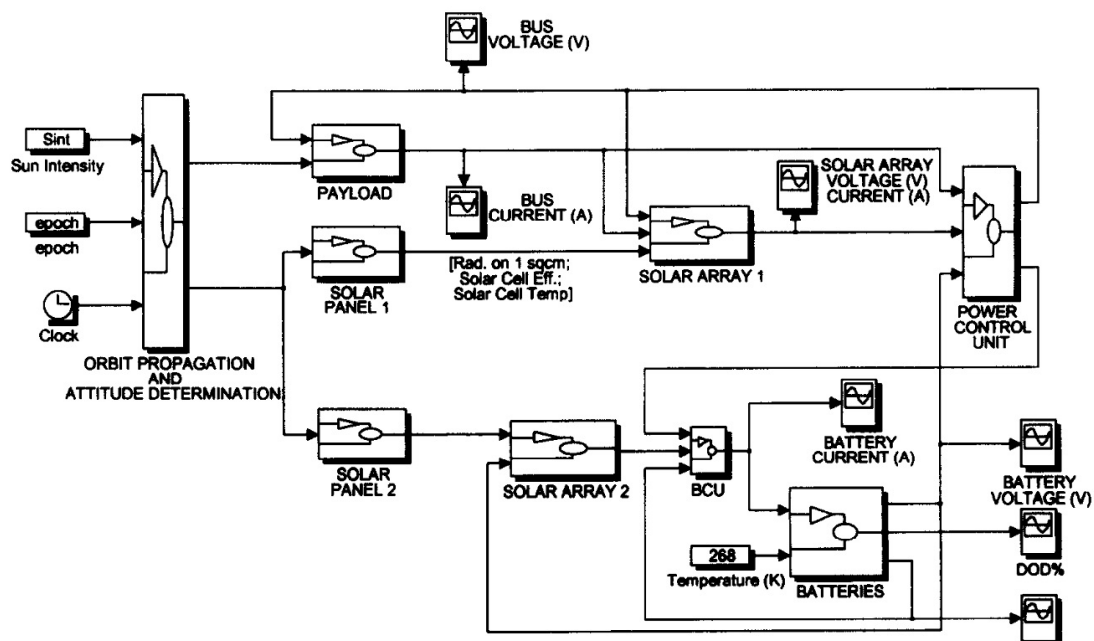 BUS
VOLTAGE (V)
Sint
Sun Intensity
PAYLOAD
BUS
CURRENT (A)
SOLAR ARRAY
VOLTAGE (V)
CURRENT (A)
epoch
epoch
SOLAR
PANEL 1
[Rad. on 1 sqcm;
Solar Cell Eff.;
Solar Cell Temp]
SOLAR ARRAY 1
POWER
CONTROL
UNIT
Clock
ORBIT PROPAGATION
AND
ATTITUDE DETERMINATION
SOLAR
PANEL 2
SOLAR ARRAY 2
BCU
BATTERY
CURRENT (A)
BATTERY
VOLTAGE (V)
268
Temperature (K)
BATTERIES
DOD%